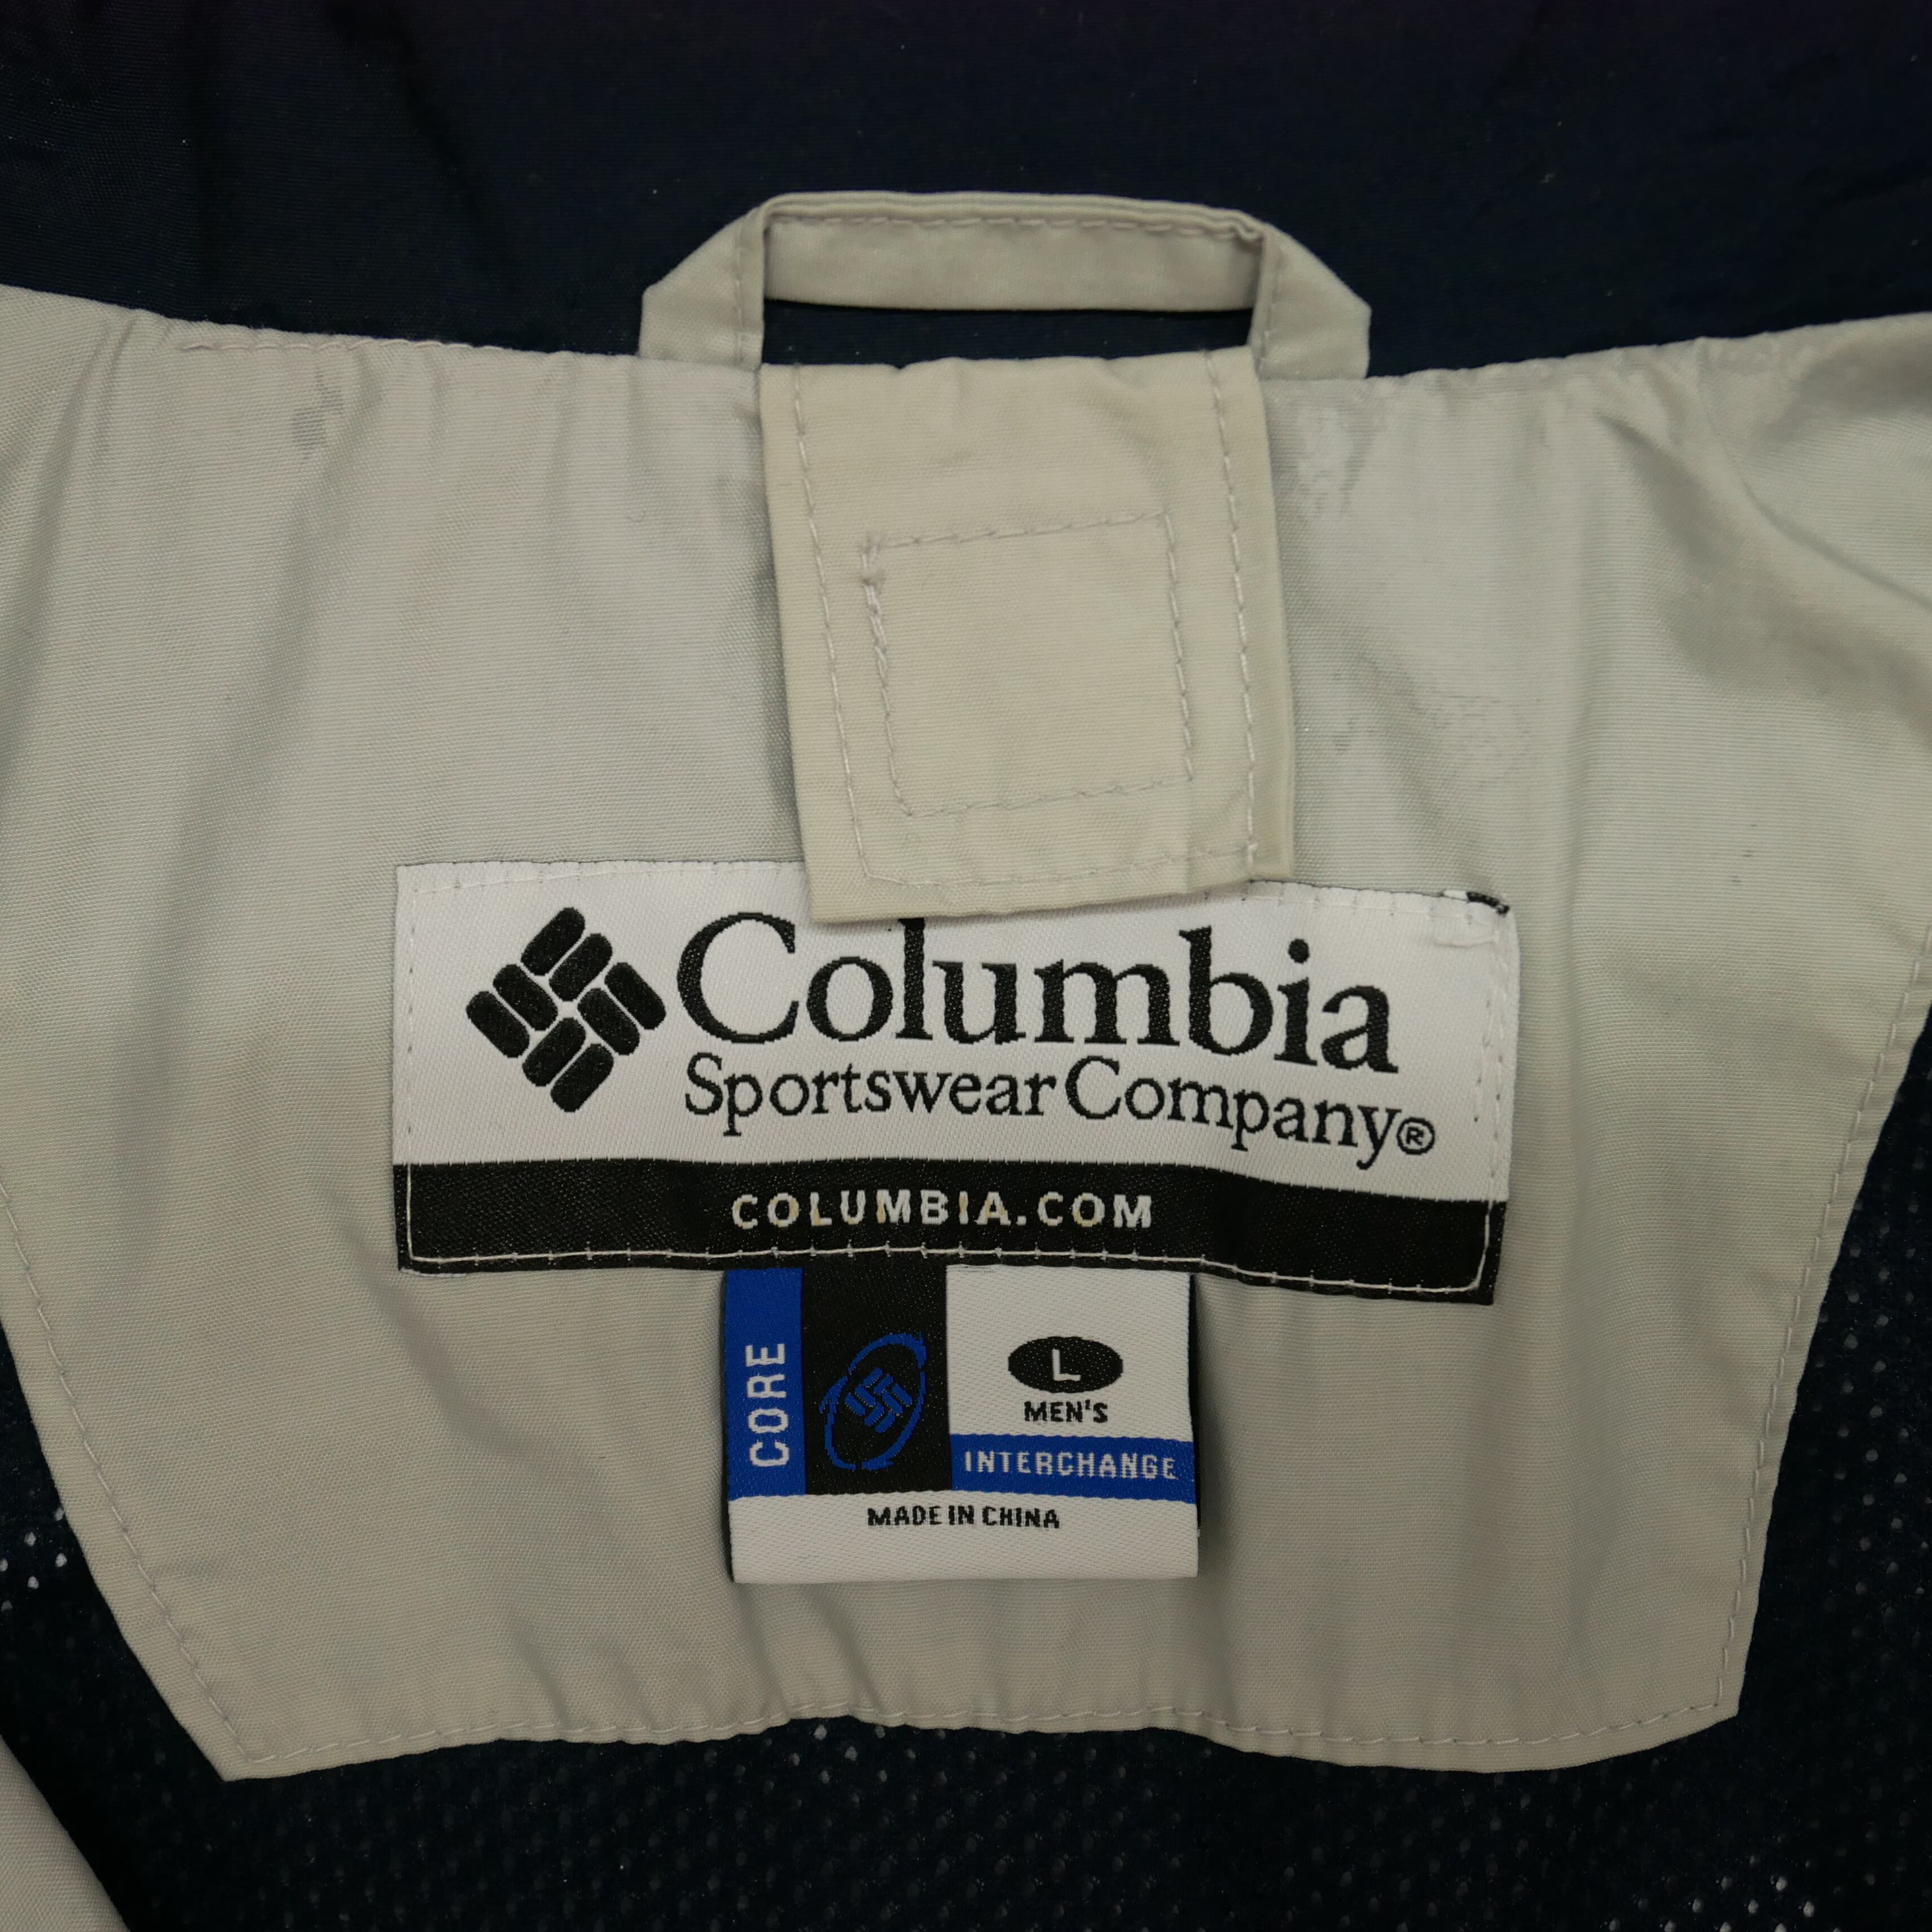 Columbia
Sportswear Company®
COLUMBIA.COM
CORE
L
MEN'S
INTERCHANGE
MADE IN CHINA